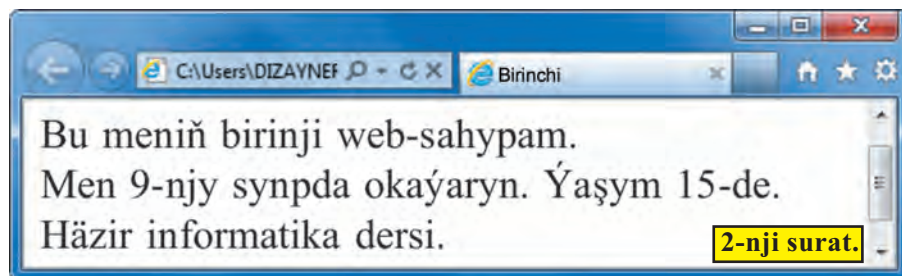 C:\Users\DIZAYNEF
Birinchi
Bu meniň birinji web-sahypam.
Men 9-njy synpda okaýaryn. Ýaşym 15-de.
Häzir informatika dersi.
2-nji surat.